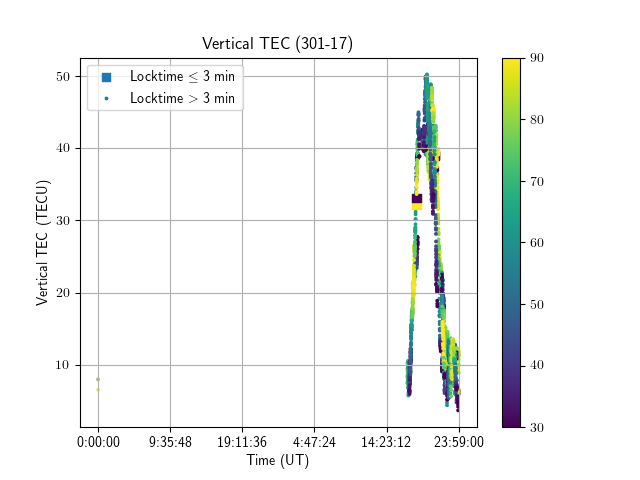 Vertical TEC (301-17)
Locktime ≤ 3 min
Locktime > 3 min
Vertical TEC (TECU)
50
40
30
20
10
0:00:00 9:35:48 19:11:36 4:47:24 14:23:12 23:59:00
Time (UT)
90
80
70
60
50
40
30